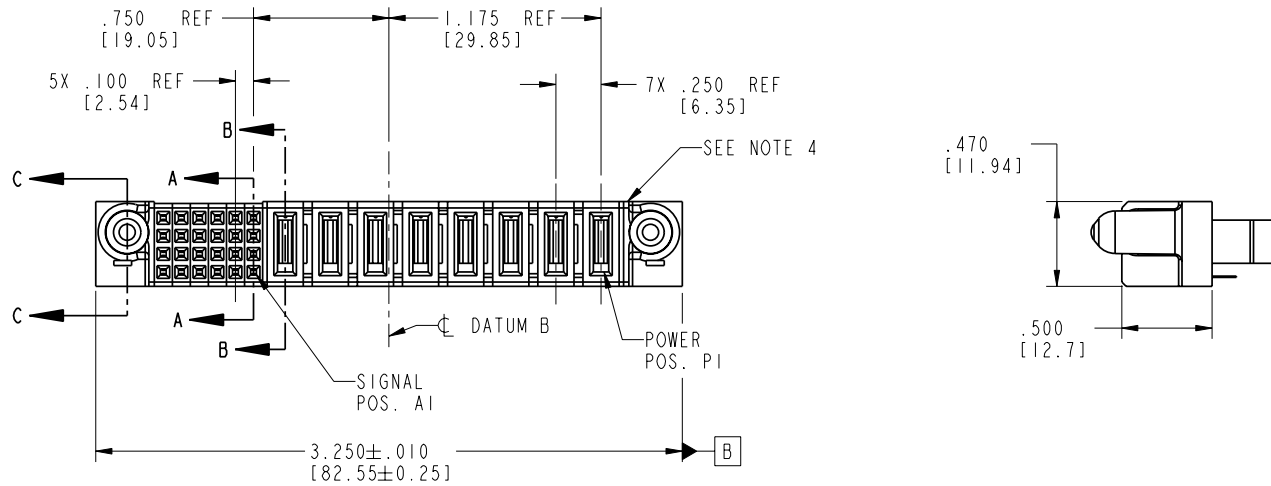 .750 REF
[19.05]
1.175 REF
[29.85]
5X .100 REF
[2.54]
7X .250 REF
[6.35]
B
SEE NOTE 4
.470
[11.94]
C
A
C
A
B
℄ DATUM B
POWER
POS. P1
.500
[12.7]
SIGNAL
POS. A1
3.250±.010
[82.55±0.25]
B